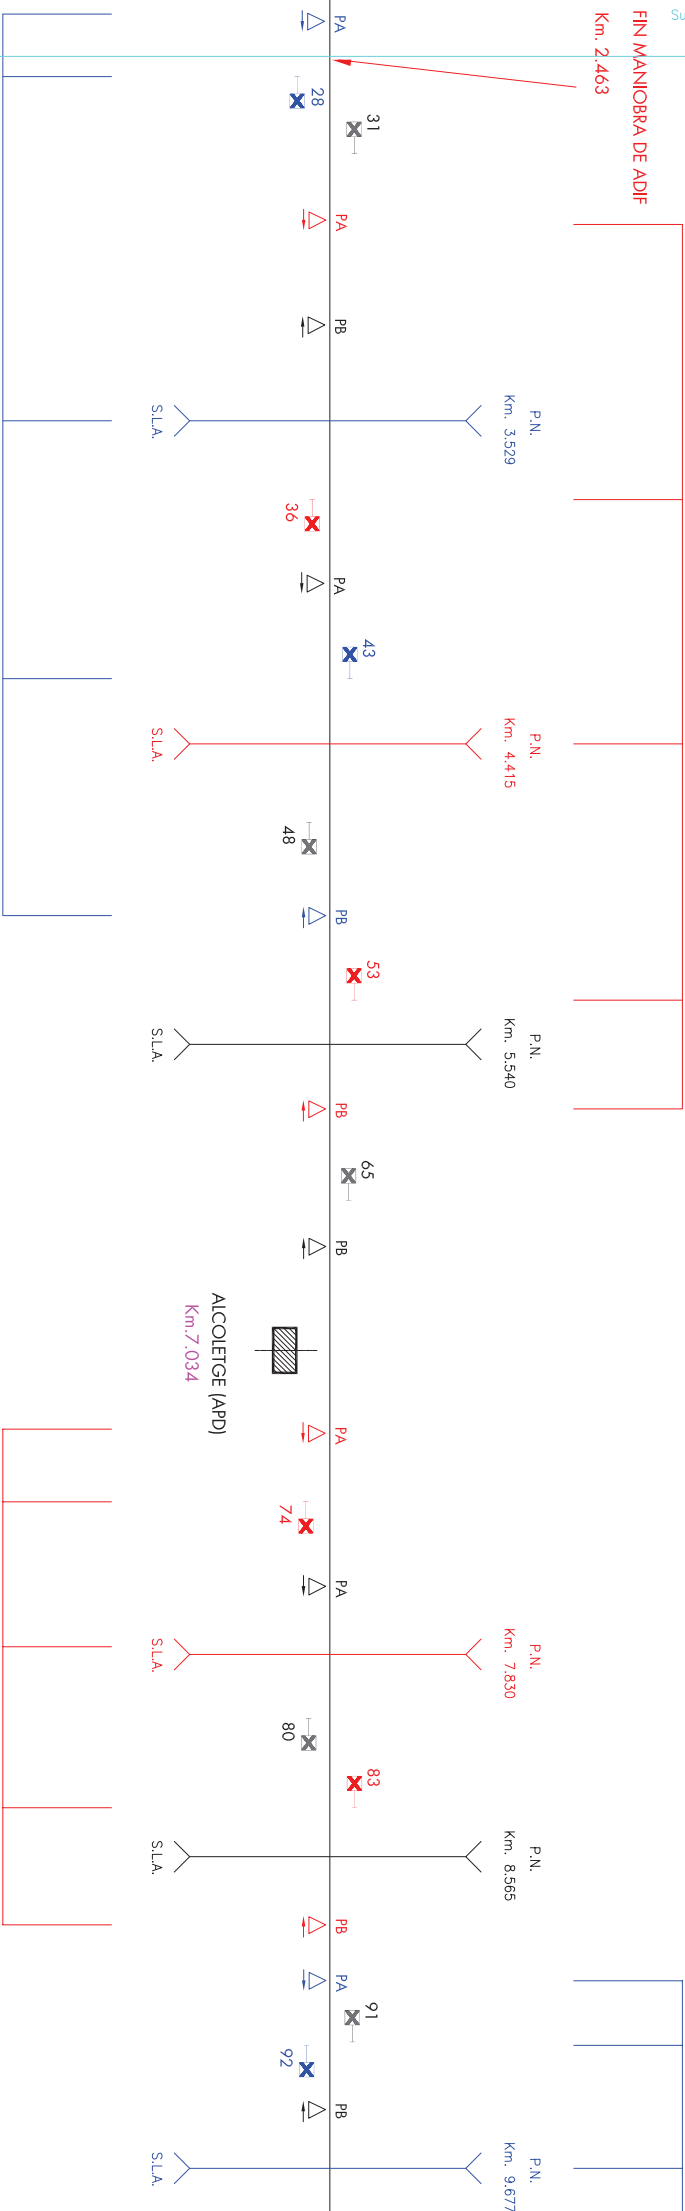 Su
FIN MANIOBRA DE ADIF
Km. 2.463
PA
28
31
PA
PB
P.N.
Km. 3.529
S.L.A.
36
PA
43
P.N.
Km. 4.415
S.L.A.
48
PB
53
P.N.
Km. 5.540
S.L.A.
PB
65
PB
ALCOLETGE (APD)
Km.7.034
PA
74
PA
P.N.
Km. 7.830
S.L.A.
80
83
P.N.
Km. 8.565
S.L.A.
PB
PA
91
92
PB
P.N.
Km. 9.677
S.L.A.